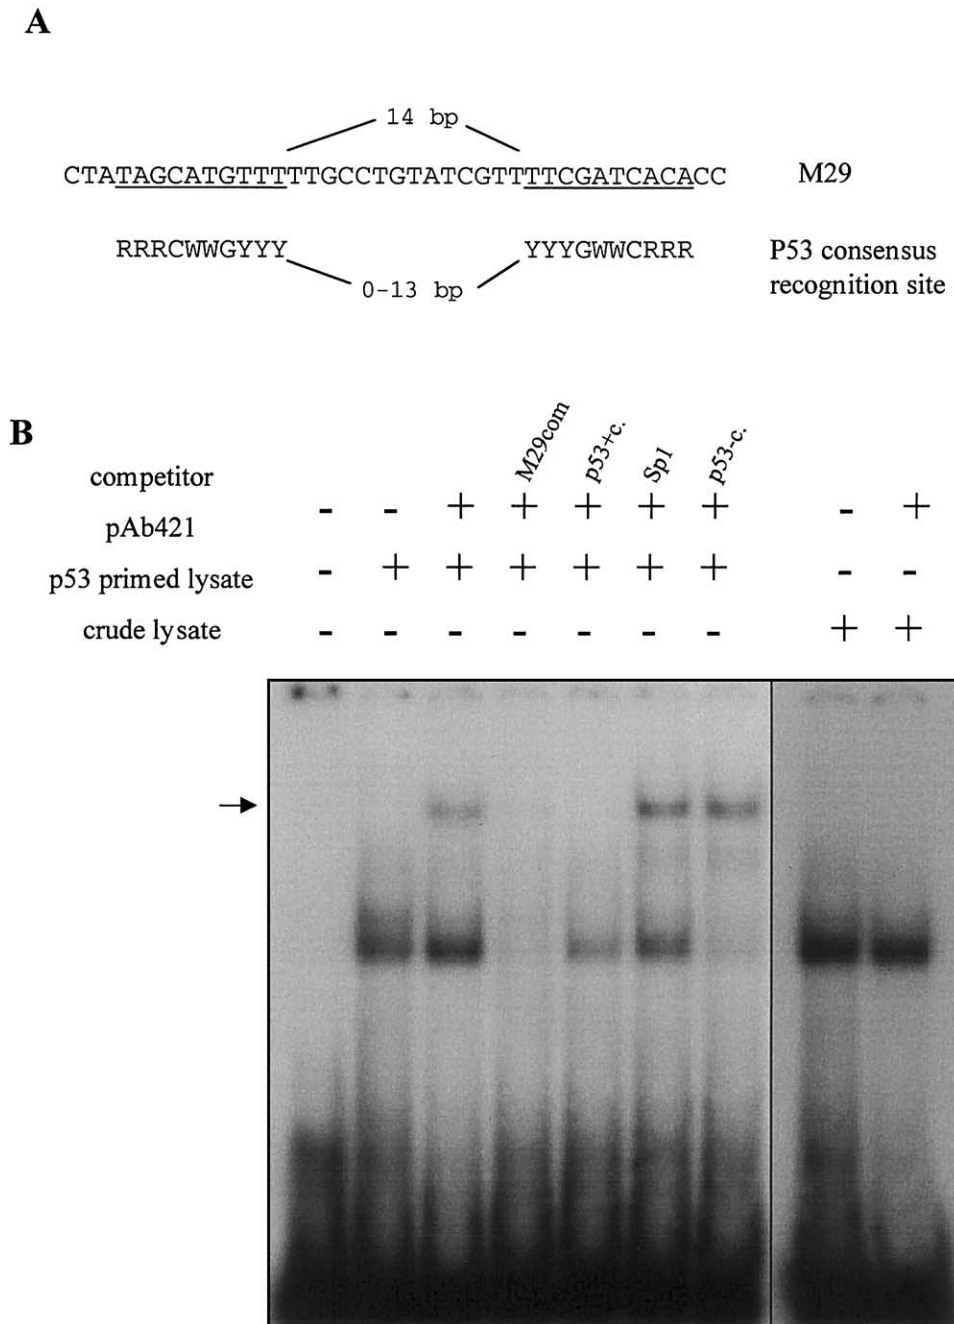 A
14 bp
CTATAGCATGTTTTTGCCTGTATCGTTTTCGATCACACC M29
RRRCWWGYYY YYYGWWCRRR P53 consensus
0-13 bp recognition site
B
M29com p53+c. Sp1 p53-c.
competitor
pAb421 - - + + + + + - +
p53 primed lysate - + + + + + + - -
crude lysate - - - - - - - + +